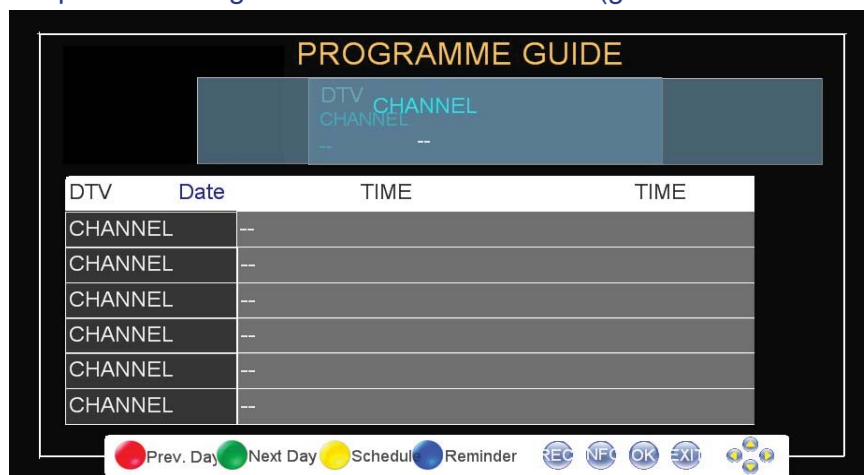 PROGRAMME GUIDE
DTV
CHANNEL
CHANNEL
--
--
DTV Date TIME TIME
CHANNEL --
CHANNEL --
CHANNEL --
CHANNEL --
CHANNEL --
CHANNEL --
Prev. Day Next Day Schedule Reminder REC INFO OK EXIT